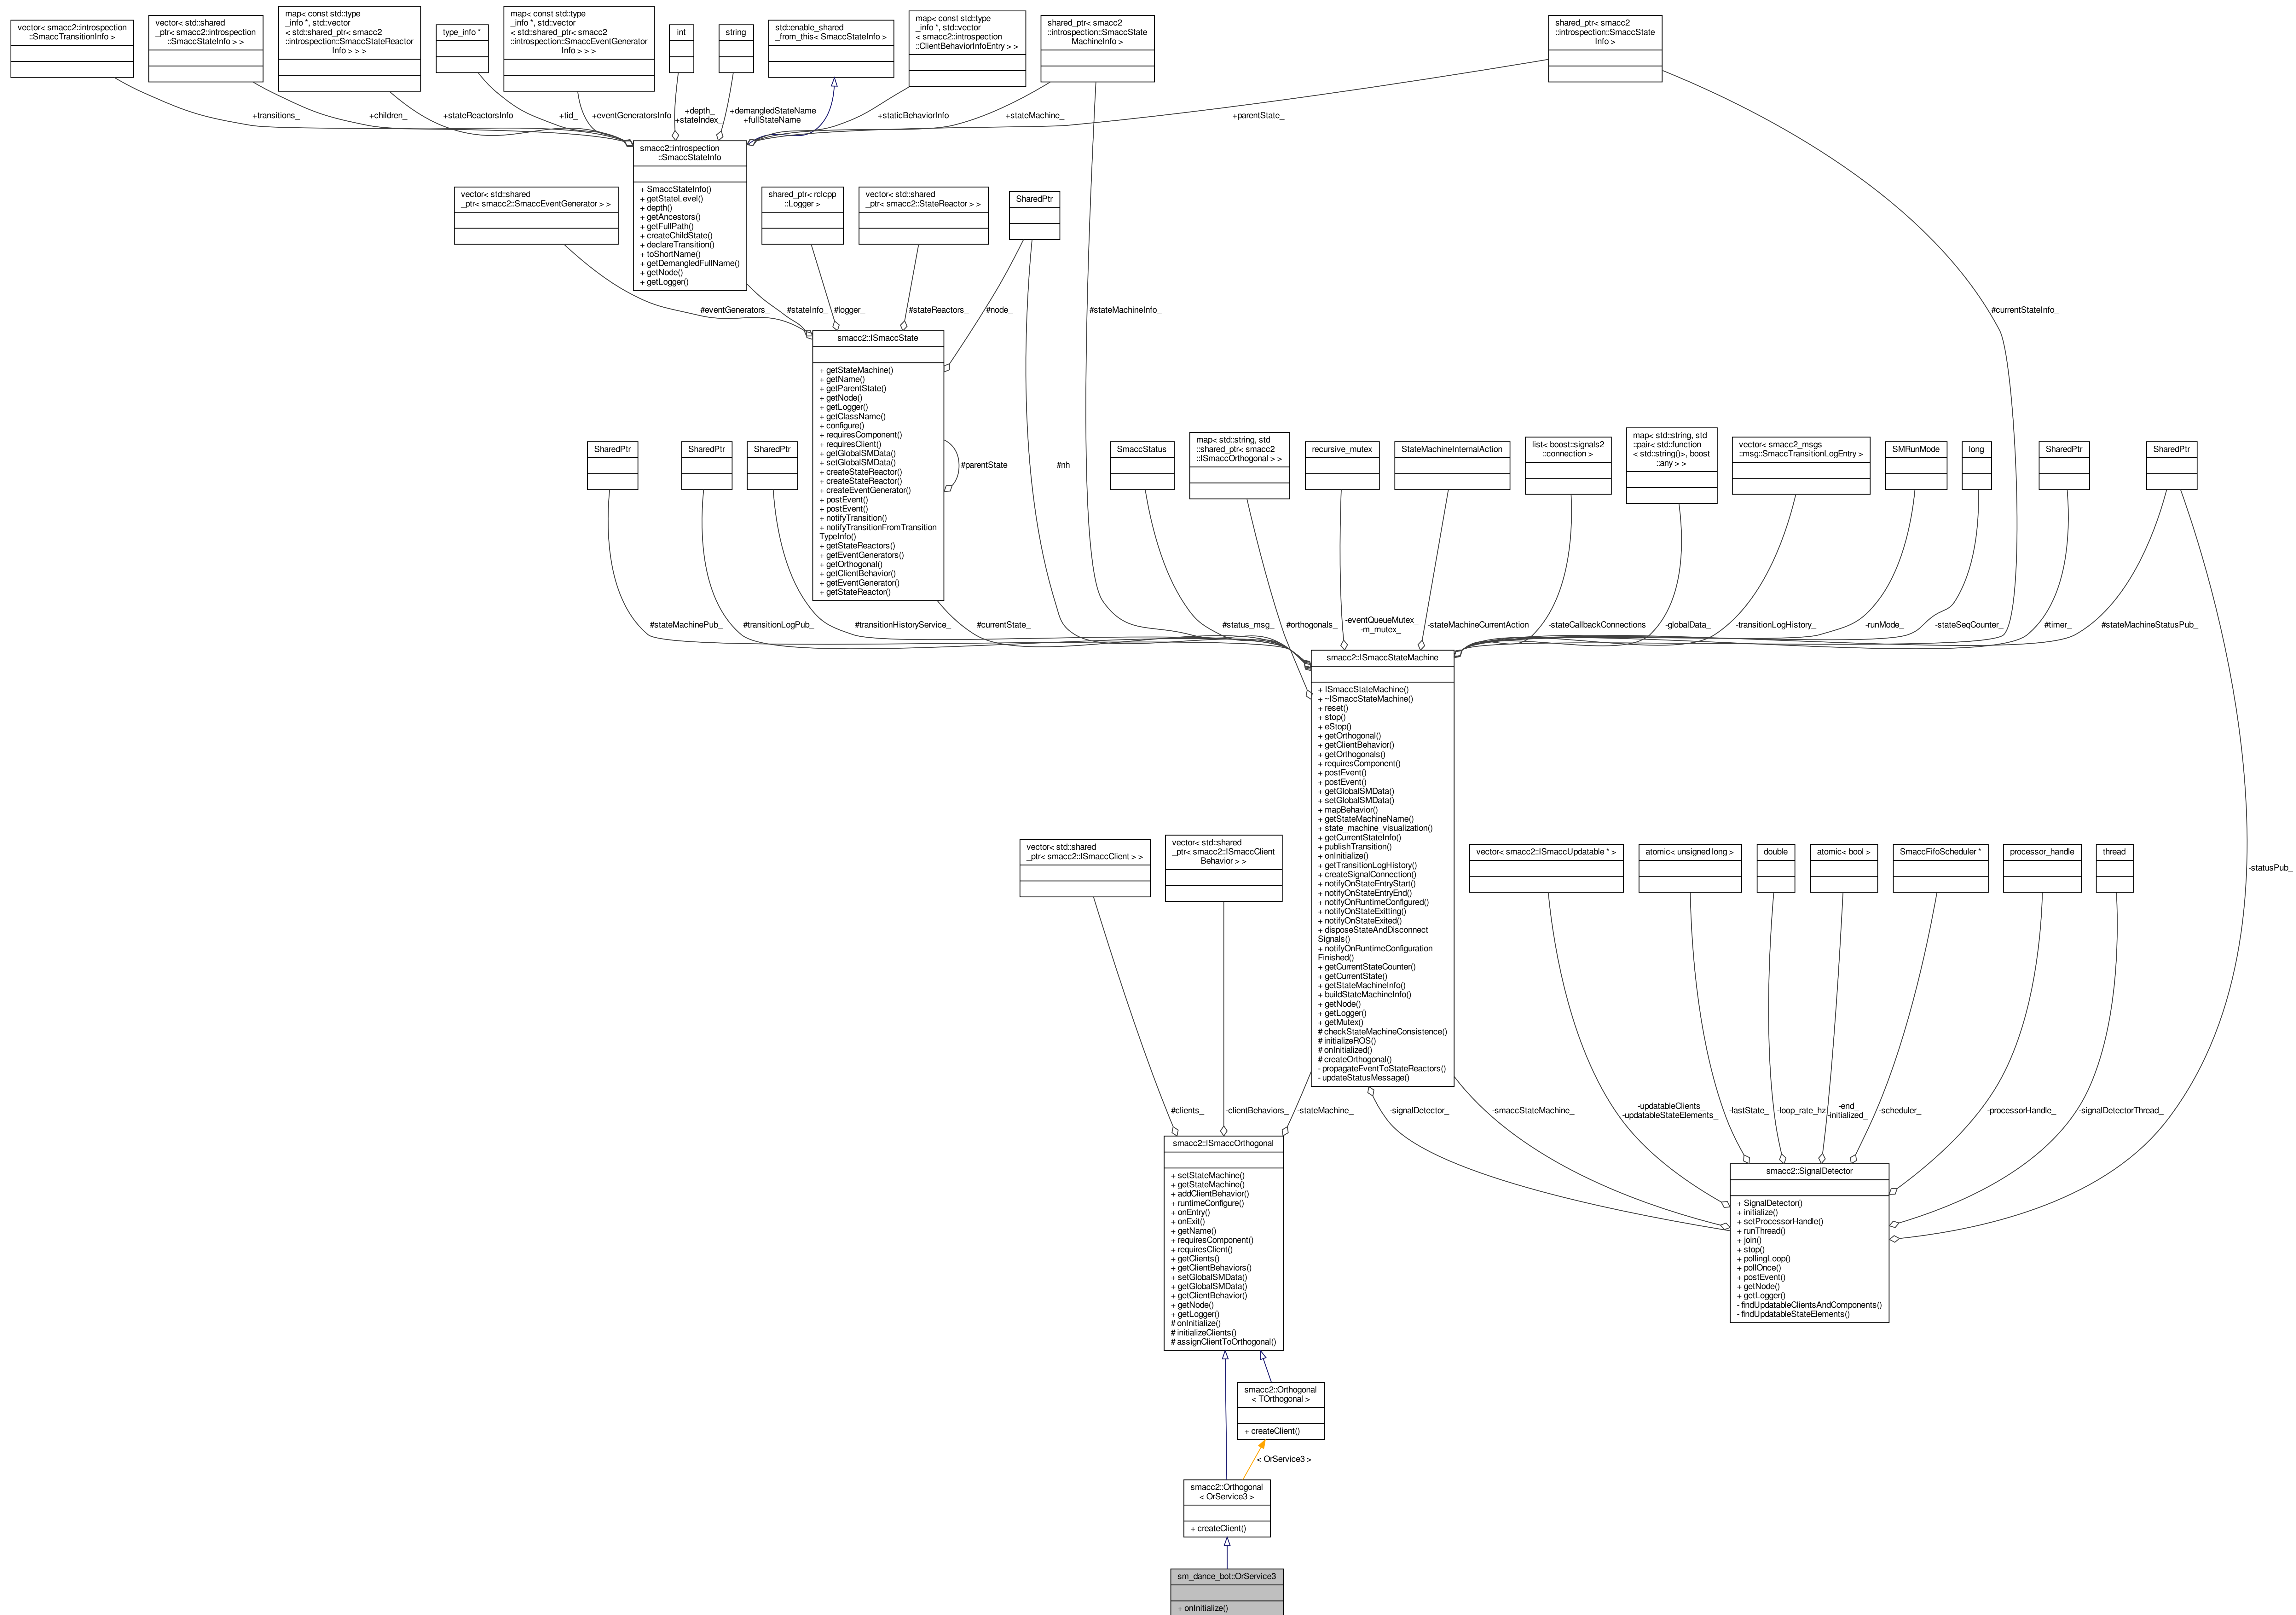 vector< smacc2::introspection
::SmaccTransitionInfo >
vector< std::shared
_ptr< smacc2::introspection
::SmaccStateInfo > >
map< const std::type
_info *, std::vector
< std::shared_ptr< smacc2
::introspection::SmaccStateReactor
Info > > >
type_info *
map< const std::type
_info *, std::vector
< std::shared_ptr< smacc2
::introspection::SmaccEventGenerator
Info > > >
int
string
std::enable_shared
_from_this< SmaccStateInfo >
map< const std::type
_info *, std::vector
< smacc2::introspection
::ClientBehaviorInfoEntry > >
shared_ptr< smacc2
::introspection::SmaccState
MachineInfo >
shared_ptr< smacc2
::introspection::SmaccState
Info >
+transitions_
+children_
+stateReactorsInfo
+tid_
+eventGeneratorsInfo
+depth_
+stateIndex_
+demangledStateName
+fullStateName
+staticBehaviorInfo
+stateMachine_
+parentState_
smacc2::introspection
::SmaccStateInfo
+ SmaccStateInfo()
+ getStateLevel()
+ depth()
+ getAncestors()
+ getFullPath()
+ createChildState()
+ declareTransition()
+ toShortName()
+ getDemangledFullName()
+ getNode()
+ getLogger()
vector< std::shared
_ptr< smacc2::SmaccEventGenerator > >
shared_ptr< rclcpp
::Logger >
vector< std::shared
_ptr< smacc2::StateReactor > >
SharedPtr
#eventGenerators_
#stateInfo_
#logger_
#stateReactors_
#node_
#stateMachineInfo_
#currentStateInfo_
smacc2::ISmaccState
+ getStateMachine()
+ getName()
+ getParentState()
+ getNode()
+ getLogger()
+ getClassName()
+ configure()
+ requiresComponent()
+ requiresClient()
+ getGlobalSMData()
+ setGlobalSMData()
+ createStateReactor()
+ createStateReactor()
+ createEventGenerator()
+ postEvent()
+ postEvent()
+ notifyTransition()
+ notifyTransitionFromTransition
TypeInfo()
+ getStateReactors()
+ getEventGenerators()
+ getOrthogonal()
+ getClientBehavior()
+ getEventGenerator()
+ getStateReactor()
#parentState_
#nh_
SharedPtr
SharedPtr
SharedPtr
SmaccStatus
map< std::string, std
::shared_ptr< smacc2
::ISmaccOrthogonal > >
recursive_mutex
StateMachineInternalAction
list< boost::signals2
::connection >
map< std::string, std
::pair< std::function
< std::string()>, boost
::any > >
vector< smacc2_msgs
::msg::SmaccTransitionLogEntry >
SMRunMode
long
SharedPtr
SharedPtr
#stateMachinePub_
#transitionLogPub_
#transitionHistoryService_
#currentState_
#status_msg_
#orthogonals_
-eventQueueMutex_
-m_mutex_
-stateMachineCurrentAction
-stateCallbackConnections
-globalData_
-transitionLogHistory_
-runMode_
-stateSeqCounter_
#timer_
#stateMachineStatusPub_
smacc2::ISmaccStateMachine
+ ISmaccStateMachine()
+ ~ISmaccStateMachine()
+ reset()
+ stop()
+ eStop()
+ getOrthogonal()
+ getClientBehavior()
+ getOrthogonals()
+ requiresComponent()
+ postEvent()
+ postEvent()
+ getGlobalSMData()
+ setGlobalSMData()
+ mapBehavior()
+ getStateMachineName()
+ state_machine_visualization()
+ getCurrentStateInfo()
+ publishTransition()
+ onInitialize()
+ getTransitionLogHistory()
+ createSignalConnection()
+ notifyOnStateEntryStart()
+ notifyOnStateEntryEnd()
+ notifyOnRuntimeConfigured()
+ notifyOnStateExitting()
+ notifyOnStateExited()
+ disposeStateAndDisconnect
Signals()
+ notifyOnRuntimeConfiguration
Finished()
+ getCurrentStateCounter()
+ getCurrentState()
+ getStateMachineInfo()
+ buildStateMachineInfo()
+ getNode()
+ getLogger()
+ getMutex()
# checkStateMachineConsistence()
# initializeROS()
# onInitialized()
# createOrthogonal()
- propagateEventToStateReactors()
- updateStatusMessage()
vector< std::shared
_ptr< smacc2::ISmaccClient > >
vector< std::shared
_ptr< smacc2::ISmaccClient
Behavior > >
vector< smacc2::ISmaccUpdatable * >
atomic< unsigned long >
double
atomic< bool >
SmaccFifoScheduler *
processor_handle
thread
-statusPub_
#clients_
-clientBehaviors_
-stateMachine_
-signalDetector_
-smaccStateMachine_
-updatableClients_
-updatableStateElements_
-lastState_
-loop_rate_hz
-end_
-initialized_
-scheduler_
-processorHandle_
-signalDetectorThread_
smacc2::ISmaccOrthogonal
+ setStateMachine()
+ getStateMachine()
+ addClientBehavior()
+ runtimeConfigure()
+ onEntry()
+ onExit()
+ getName()
+ requiresComponent()
+ requiresClient()
+ getClients()
+ getClientBehaviors()
+ setGlobalSMData()
+ getGlobalSMData()
+ getClientBehavior()
+ getNode()
+ getLogger()
# onInitialize()
# initializeClients()
# assignClientToOrthogonal()
smacc2::SignalDetector
+ SignalDetector()
+ initialize()
+ setProcessorHandle()
+ runThread()
+ join()
+ stop()
+ pollingLoop()
+ pollOnce()
+ postEvent()
+ getNode()
+ getLogger()
- findUpdatableClientsAndComponents()
- findUpdatableStateElements()
smacc2::Orthogonal
< TOrthogonal >
+ createClient()
< OrService3 >
smacc2::Orthogonal
< OrService3 >
+ createClient()
sm_dance_bot::OrService3
+ onInitialize()